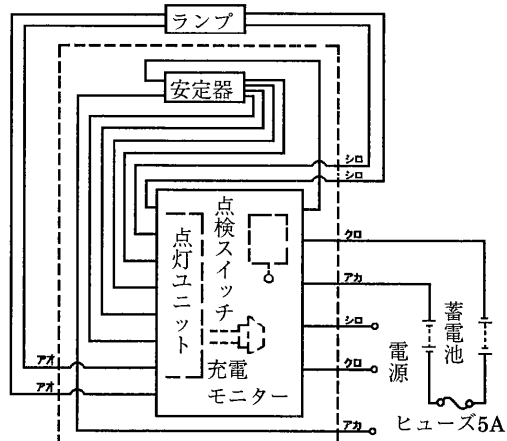 ランプ
安定器
シロ
シロ
点検スイッチ
点灯ユニット
クロ
アカ
シロ
クロ
アカ
蓄電池
電源
アオ
アオ
充電
モニター
ヒューズ5A